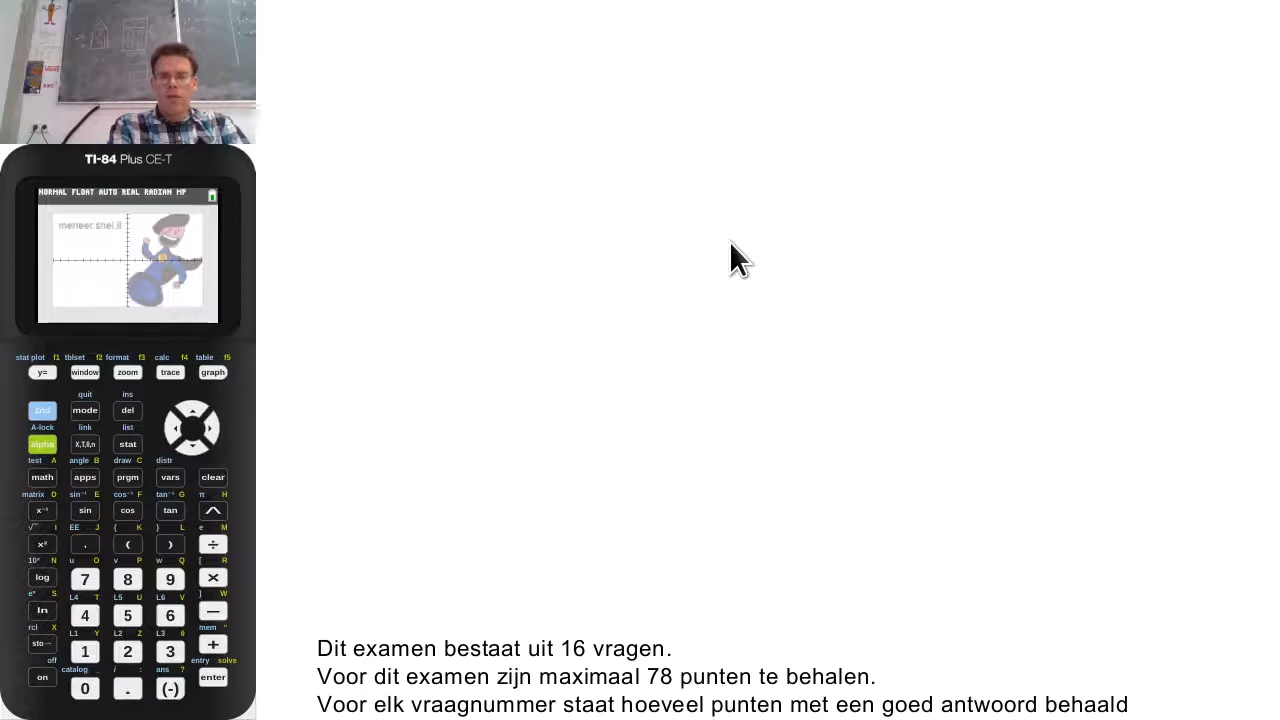 TI-84 Plus CE-T
NORMAL FLOAT AUTO REAL RADIAN MP
meneer.snel.il
stat plot f1 tblset f2 format f3 calc f4 table f5
y= window zoom trace graph
quit ins
2nd mode del
A-lock link list
alpha X,T,θ,n stat
test A angle B draw C distr
math apps prgm vars clear
matrix D sin⁻¹ E cos⁻¹ F tan⁻¹ G π H
x⁻¹ sin cos tan ^
√ I EE J { K } L e M
x² , ( ) ÷
10ˣ N u O v P w Q [ R
log 7 8 9 ×
eˣ S L4 T L5 U L6 V ] W
ln 4 5 6 —
rcl X L1 Y L2 Z L3 θ mem "
sto→ 1 2 3 +
off catalog _ i : ans ? entry solve
on 0 . (-) enter
Dit examen bestaat uit 16 vragen.
Voor dit examen zijn maximaal 78 punten te behalen.
Voor elk vraagnummer staat hoeveel punten met een goed antwoord behaald